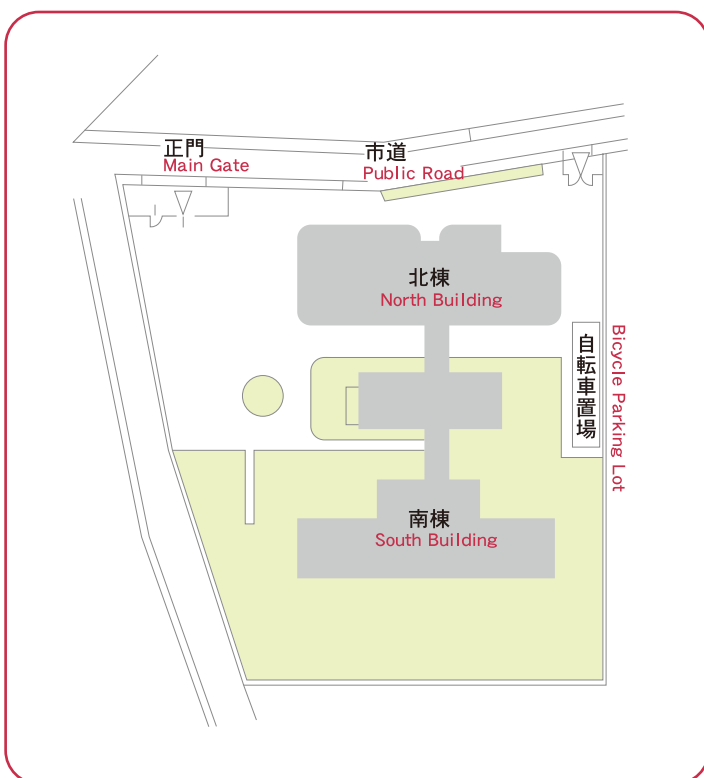 正門
Main Gate
市道
Public Road
北棟
North Building
自転車置場
Bicycle Parking Lot
南棟
South Building